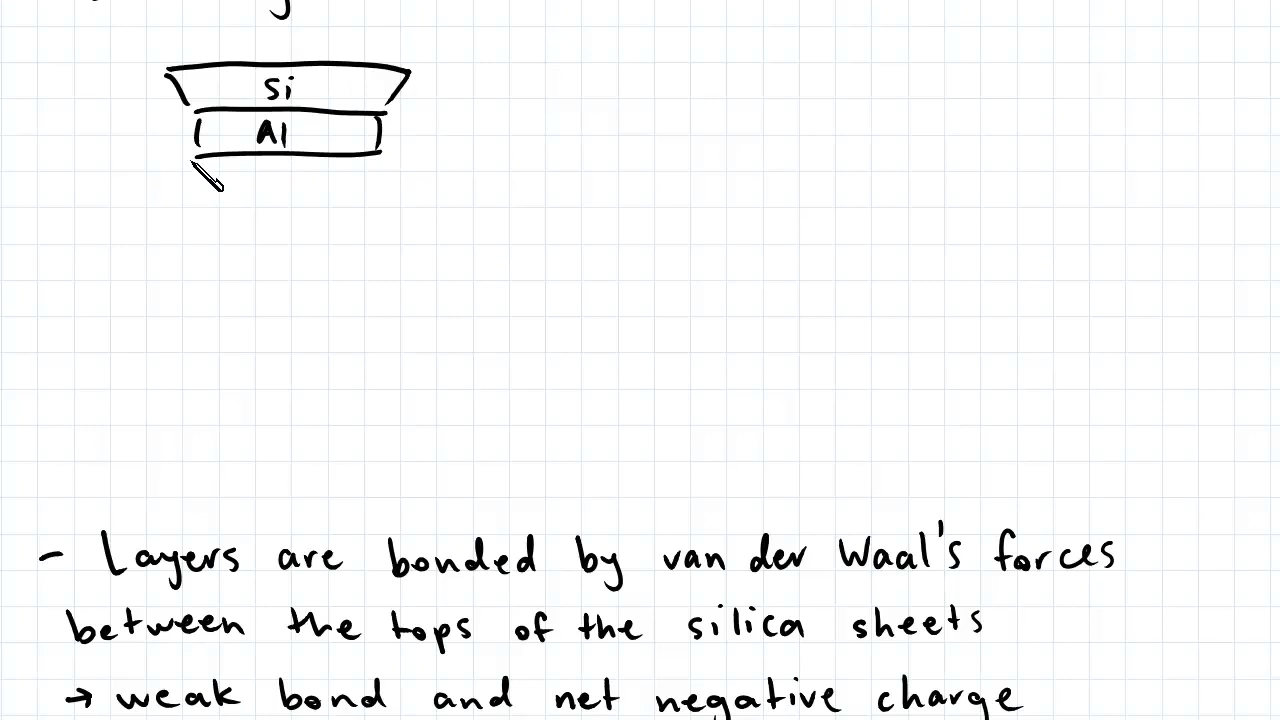 Si
Al
- Layers are bonded by van der Waal's forces
between the tops of the silica sheets
→ weak bond and net negative charge